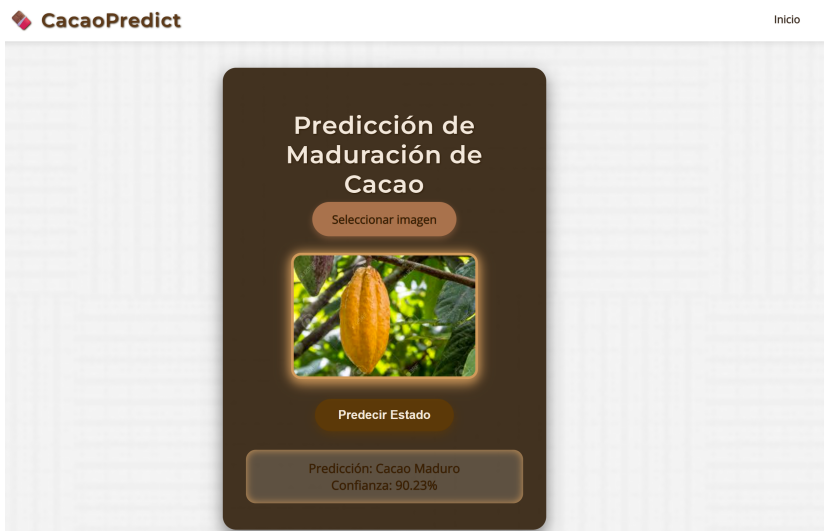 CacaoPredict
Inicio
Predicción de
Maduración de
Cacao
Seleccionar imagen
Predecir Estado
Predicción: Cacao Maduro
Confianza: 90.23%